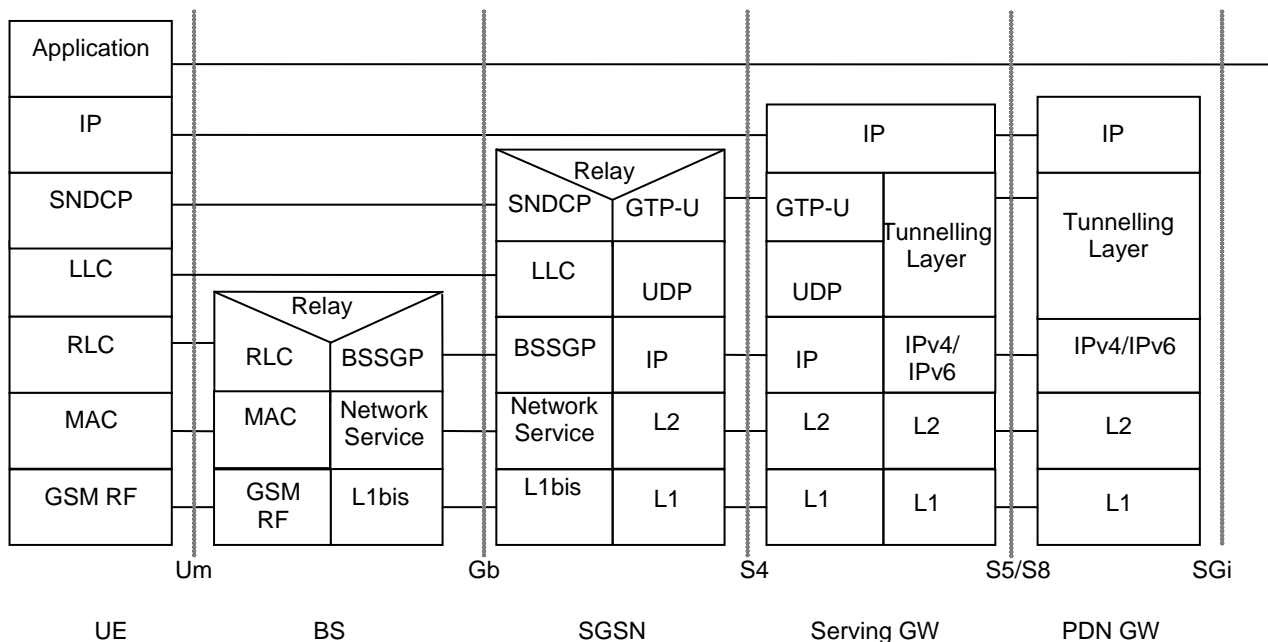 Application
IP
IP
IP
Relay
SNDCP
SNDCP
GTP-U
GTP-U
Tunnelling
Layer
Tunnelling
Layer
LLC
LLC
UDP
UDP
Relay
RLC
RLC
BSSGP
BSSGP
IP
IP
IPv4/
IPv6
IPv4/IPv6
MAC
MAC
Network
Service
Network
Service
L2
L2
L2
L2
GSM RF
GSM
RF
L1bis
L1bis
L1
L1
L1
L1
Um
Gb
S4
S5/S8
SGi
UE
BS
SGSN
Serving GW
PDN GW